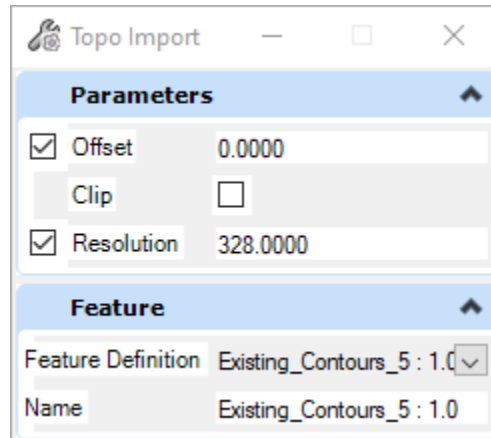 Topo Import
Parameters
Offset 0.0000
Clip
Resolution 328.0000
Feature
Feature Definition Existing_Contours_5 : 1.0
Name Existing_Contours_5 : 1.0